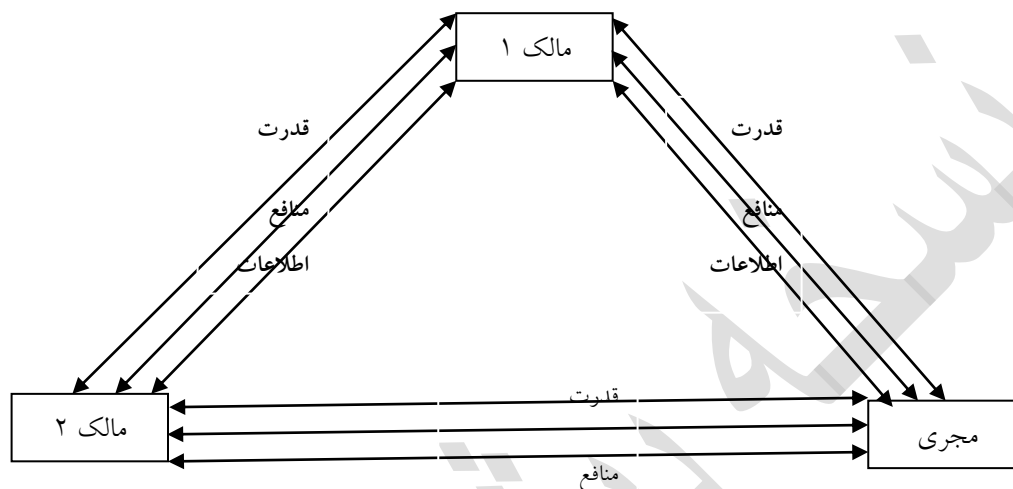 مالک ۱
قدرت
قدرت
منافع
منافع
اطلاعات
اطلاعات
قدرت
مالک ۲
مجری
منافع